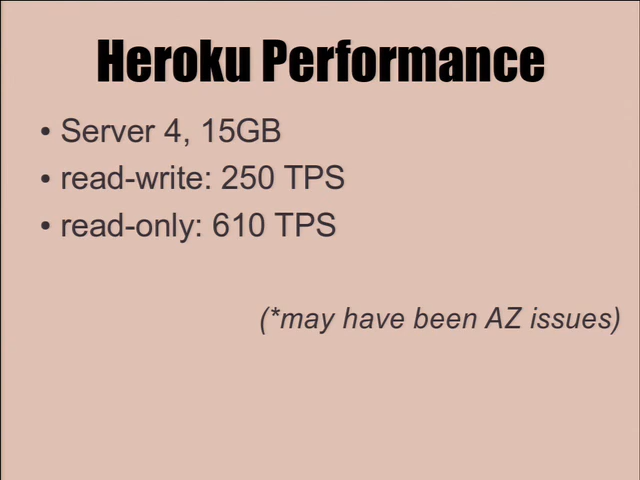 Heroku Performance
• Server 4, 15GB
• read-write: 250 TPS
• read-only: 610 TPS
(*may have been AZ issues)